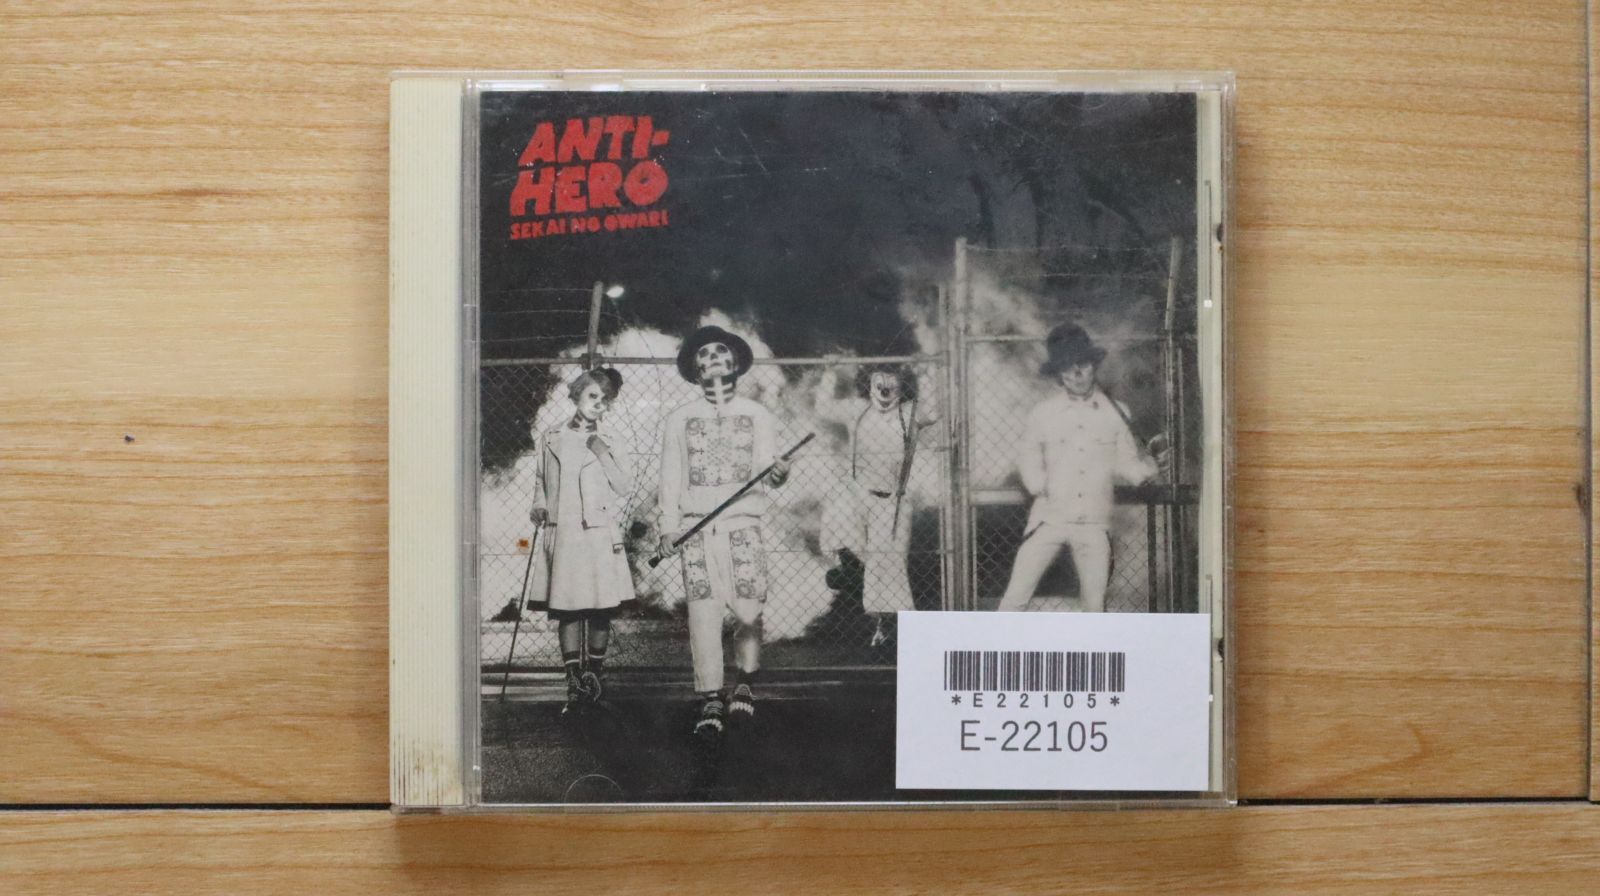 ANTI-
HERO
SEKAI NO OWARI
*E22105*
E-22105